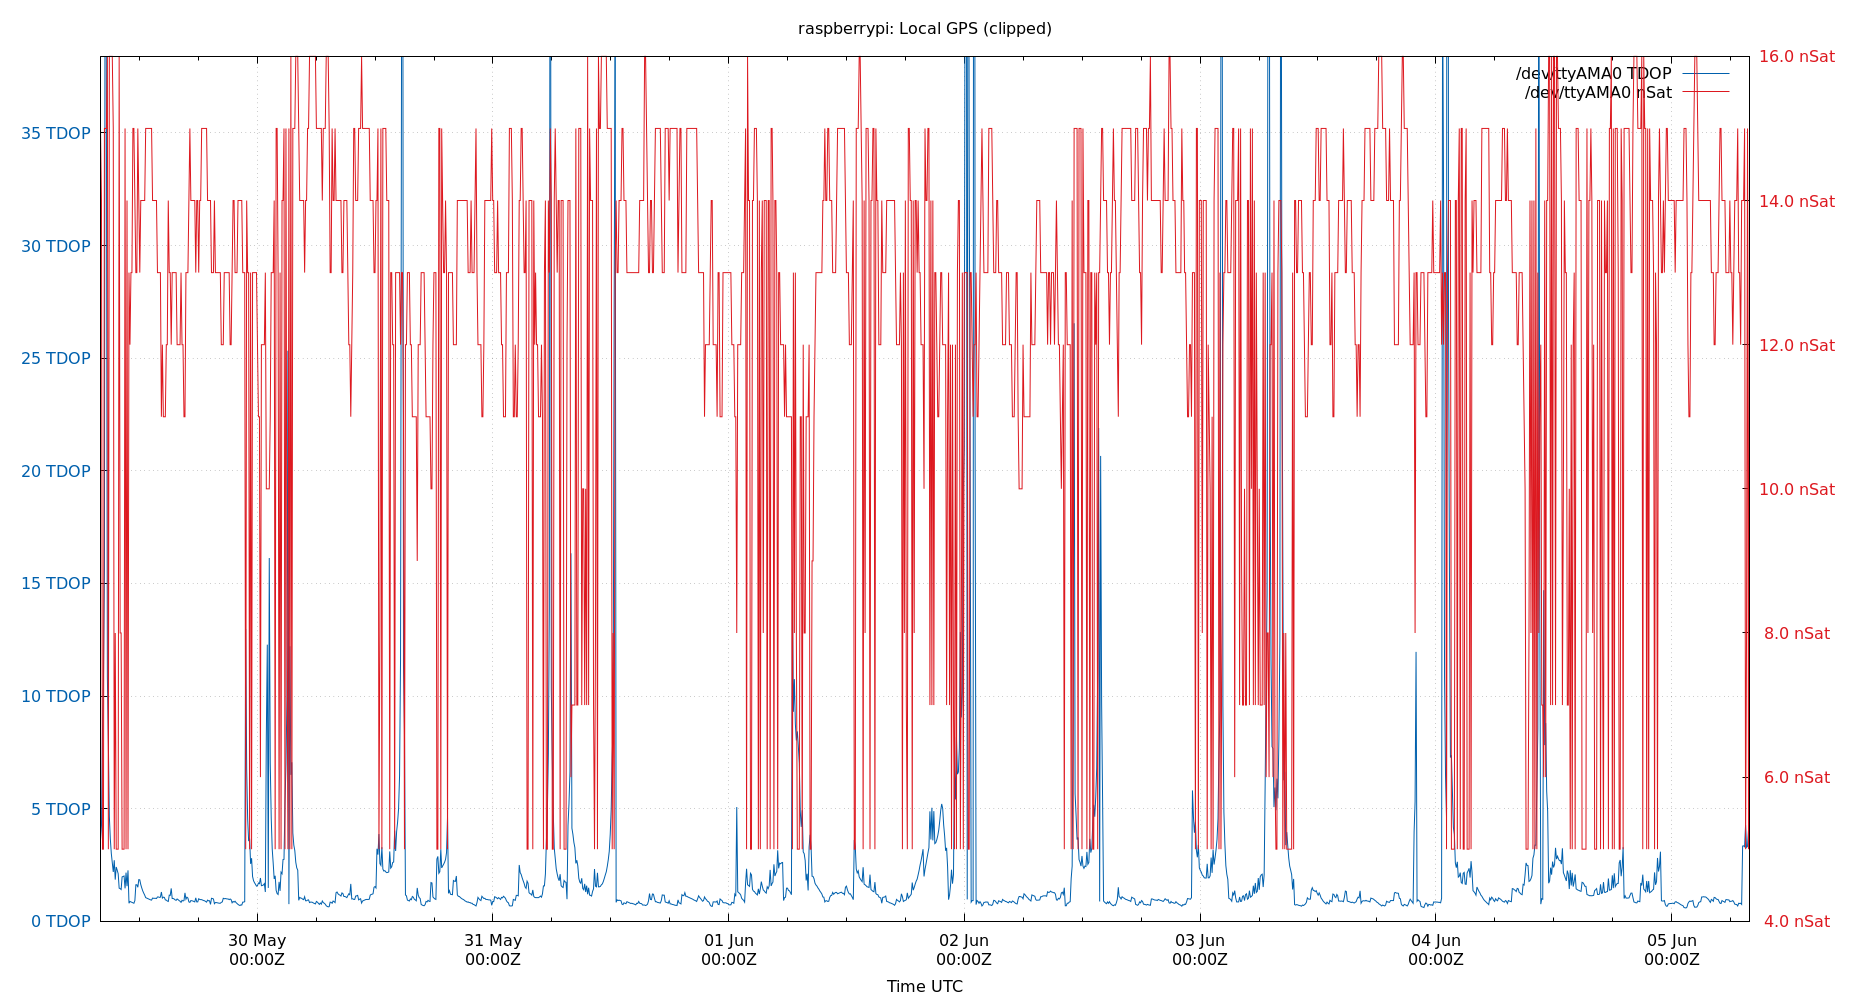 raspberrypi: Local GPS (clipped)
/dev/ttyAMA0 TDOP
/dev/ttyAMA0 nSat
35 TDOP
30 TDOP
25 TDOP
20 TDOP
15 TDOP
10 TDOP
5 TDOP
0 TDOP
16.0 nSat
14.0 nSat
12.0 nSat
10.0 nSat
8.0 nSat
6.0 nSat
4.0 nSat
30 May
00:00Z
31 May
00:00Z
01 Jun
00:00Z
02 Jun
00:00Z
03 Jun
00:00Z
04 Jun
00:00Z
05 Jun
00:00Z
Time UTC